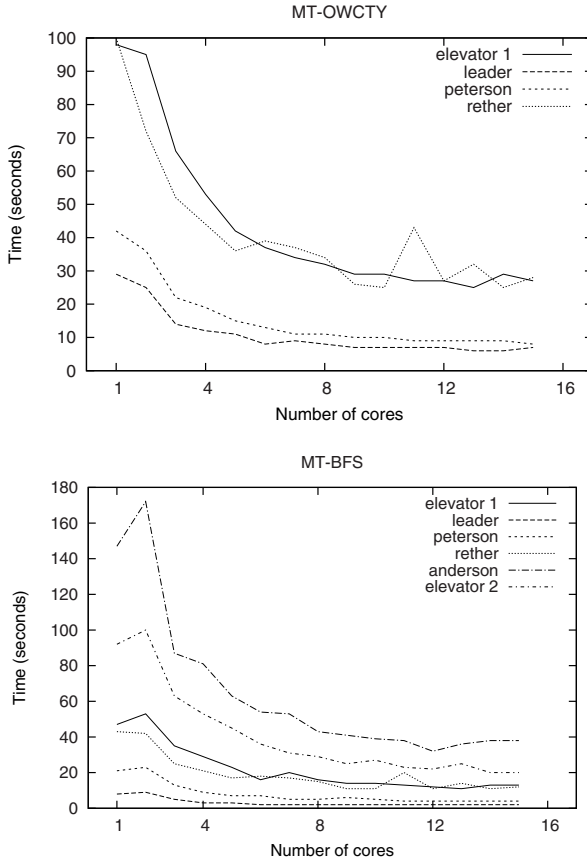 MT-OWCTY
100
90
80
70
60
50
40
30
20
10
0
Time (seconds)
elevator 1
leader
peterson
rether
1
4
8
12
16
Number of cores
MT-BFS
180
160
140
120
100
80
60
40
20
0
Time (seconds)
elevator 1
leader
peterson
rether
anderson
elevator 2
1
4
8
12
16
Number of cores